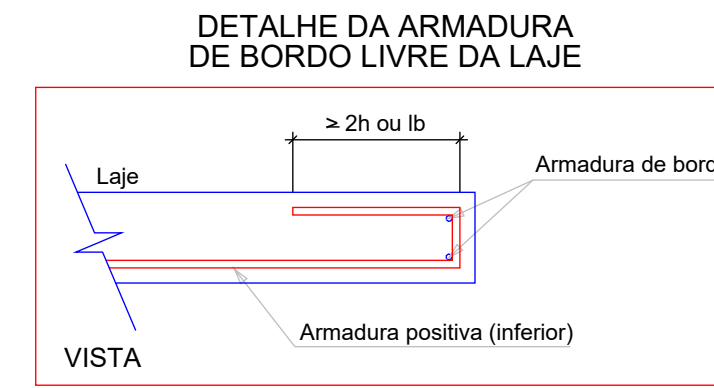 DETALHE DA ARMADURA
DE BORDO LIVRE DA LAJE
≥ 2h ou lb
Laje
Armadura de bord
Armadura positiva (inferior)
VISTA